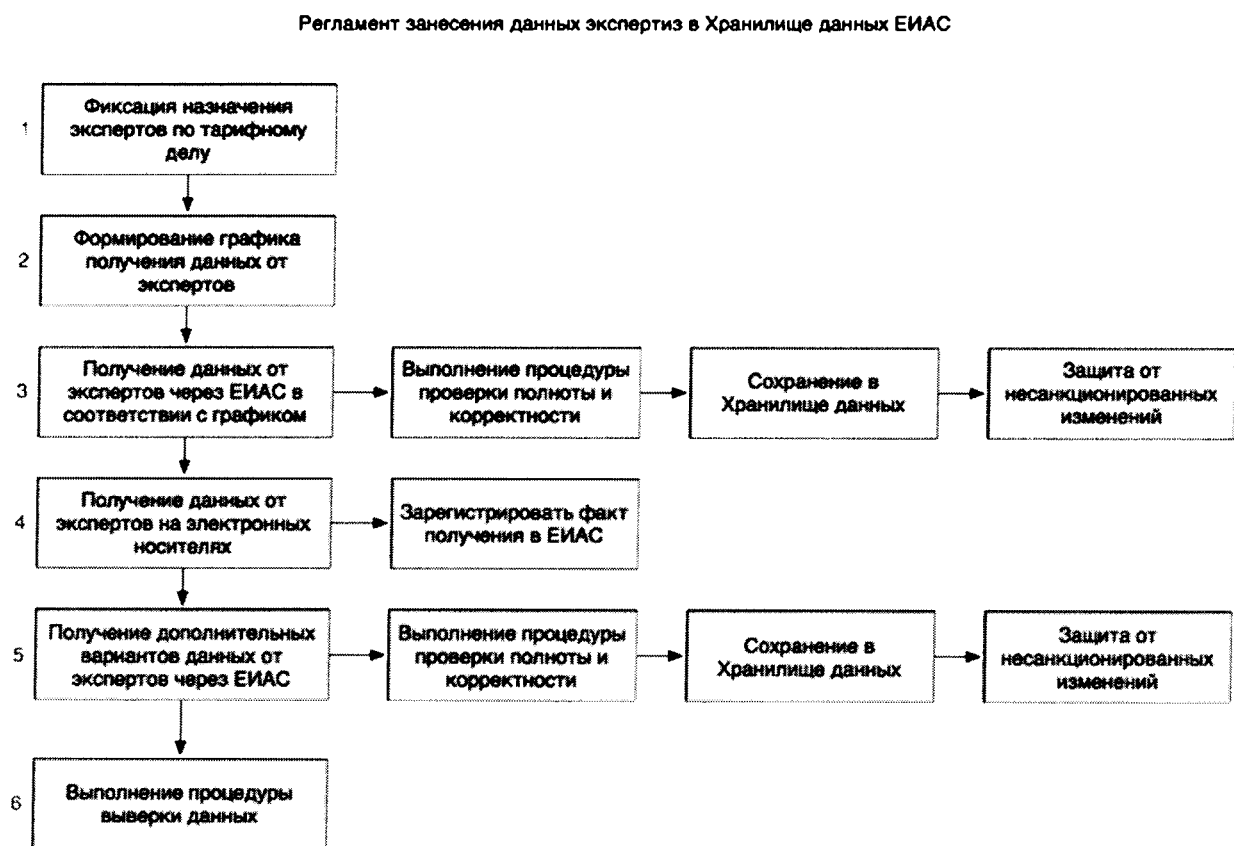 Регламент занесения данных экспертиз в Хранилище данных ЕИАС
1
Фиксация назначения
экспертов по тарифному
делу
2
Формирование графика
получения данных от
экспертов
3
Получение данных от
экспертов через ЕИАС в
соответствии с графиком
Выполнение процедуры
проверки полноты и
корректности
Сохранение в
Хранилище данных
Защита от
несанкционированных
изменений
4
Получение данных от
экспертов на электронных
носителях
Зарегистрировать факт
получения в ЕИАС
5
Получение дополнительных
вариантов данных от
экспертов через ЕИАС
Выполнение процедуры
проверки полноты и
корректности
Сохранение в
Хранилище данных
Защита от
несанкционированных
изменений
6
Выполнение процедуры
выверки данных